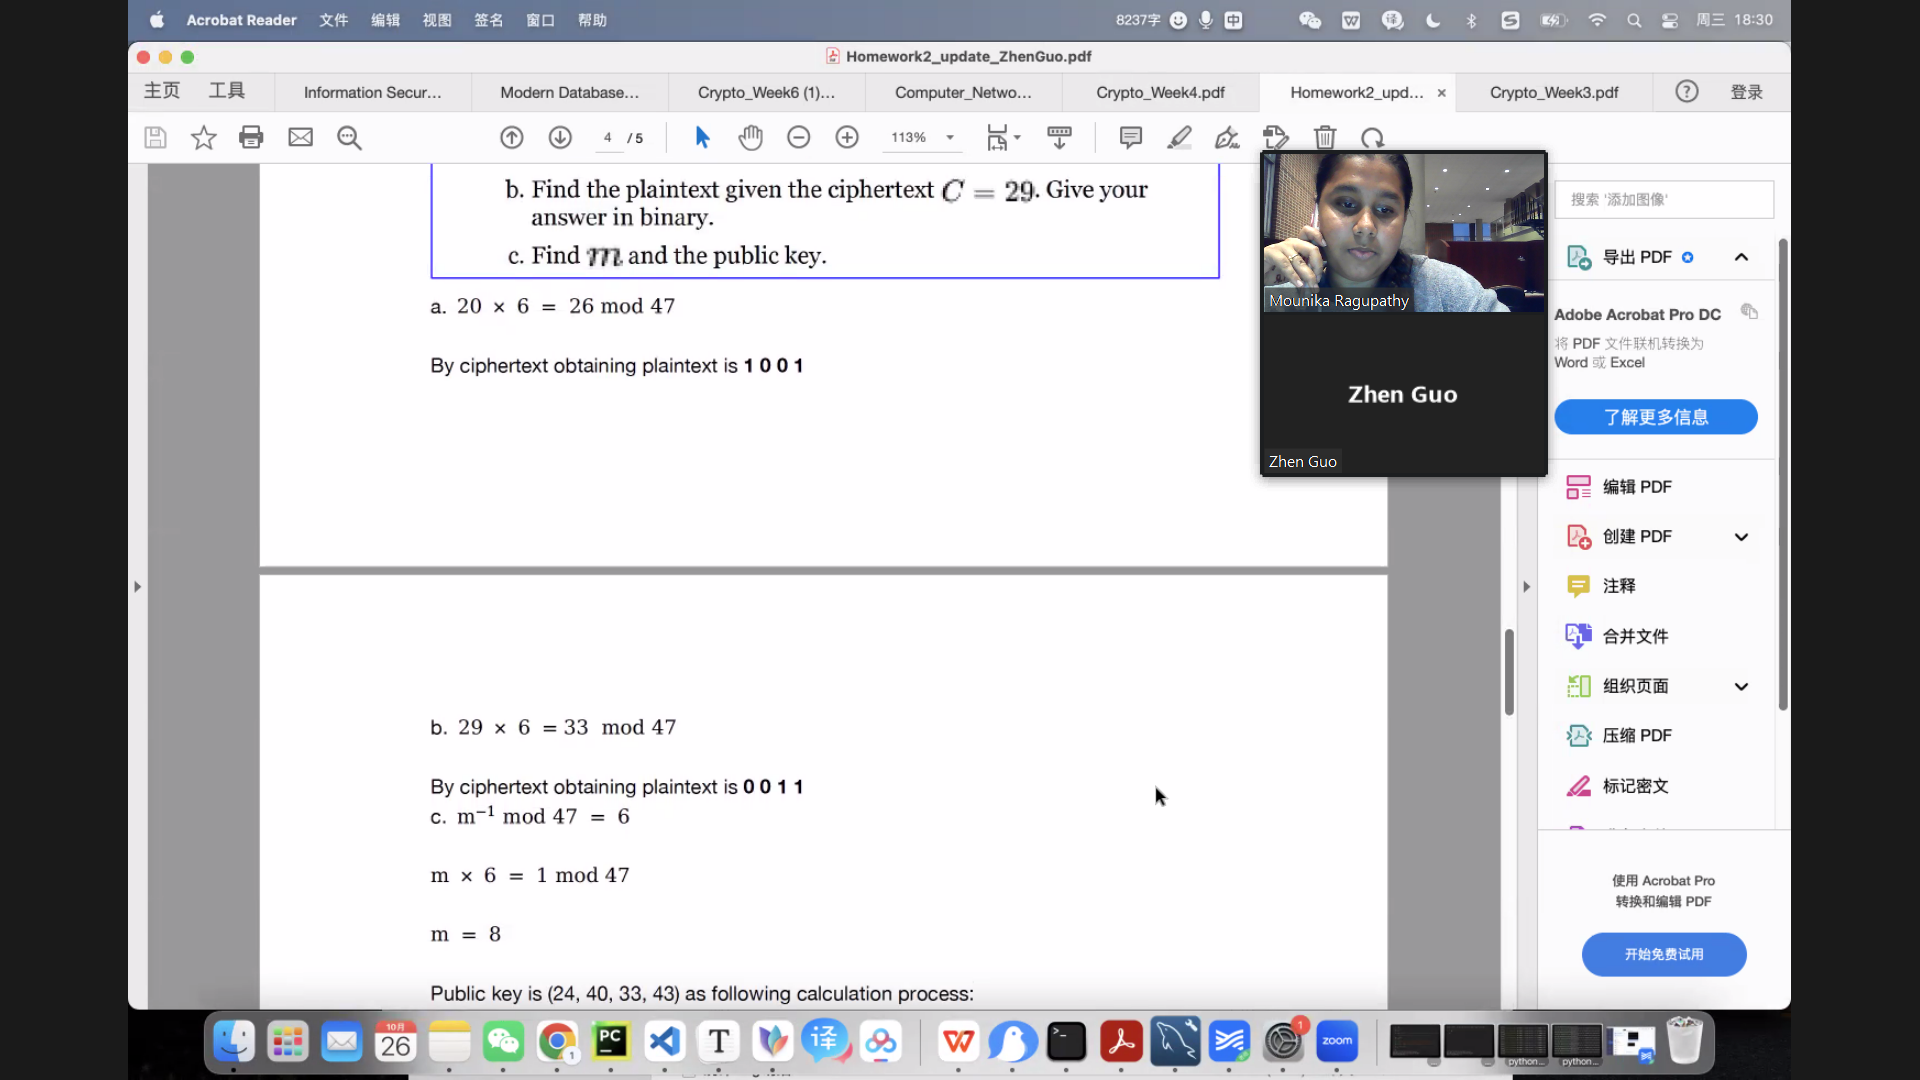 Acrobat Reader 文件 编辑 视图 签名 窗口 帮助 8237字 中 周三 18:30
Homework2_update_ZhenGuo.pdf
主页 工具 Information Secur... Modern Database... Crypto_Week6 (1)... Computer_Netwo... Crypto_Week4.pdf Homework2_upd... × Crypto_Week3.pdf ? 登录
4 / 5 113%
b. Find the plaintext given the ciphertext C = 29. Give your
answer in binary.
c. Find m and the public key.
a. 20 × 6 = 26 mod 47
By ciphertext obtaining plaintext is 1 0 0 1
b. 29 × 6 = 33 mod 47
By ciphertext obtaining plaintext is 0 0 1 1
c. m⁻¹ mod 47 = 6
m × 6 = 1 mod 47
m = 8
Public key is (24, 40, 33, 43) as following calculation process:
Mounika Ragupathy
Zhen Guo
Zhen Guo
搜索 '添加图像'
导出 PDF
Adobe Acrobat Pro DC
将 PDF 文件联机转换为
Word 或 Excel
了解更多信息
编辑 PDF
创建 PDF
注释
合并文件
组织页面
压缩 PDF
标记密文
使用 Acrobat Pro
转换和编辑 PDF
开始免费试用
10月
26
1
PC
T
译
W
>_
1
zoom
python...
python...